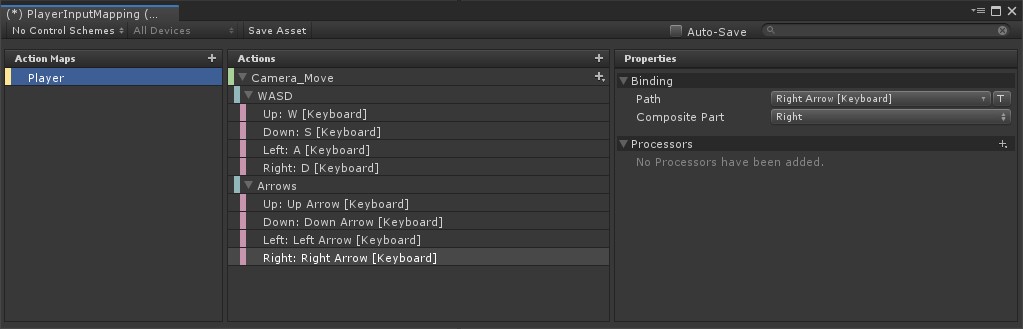 (*) PlayerInputMapping (...
No Control Schemes All Devices Save Asset Auto-Save
Action Maps +
Player
Actions +
Camera_Move +
WASD
Up: W [Keyboard]
Down: S [Keyboard]
Left: A [Keyboard]
Right: D [Keyboard]
Arrows
Up: Up Arrow [Keyboard]
Down: Down Arrow [Keyboard]
Left: Left Arrow [Keyboard]
Right: Right Arrow [Keyboard]
Properties
Binding
Path Right Arrow [Keyboard] T
Composite Part Right
Processors +
No Processors have been added.